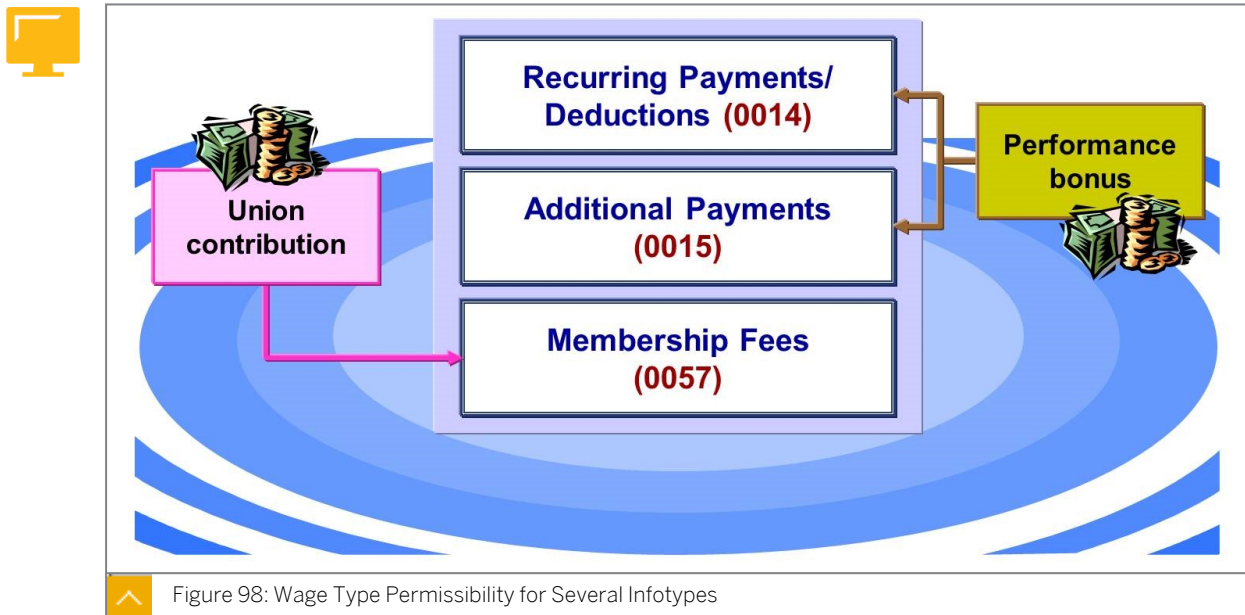 Recurring Payments/
Deductions (0014)
Performance
bonus
Union
contribution
Additional Payments
(0015)
Membership Fees
(0057)
Figure 98: Wage Type Permissibility for Several Infotypes